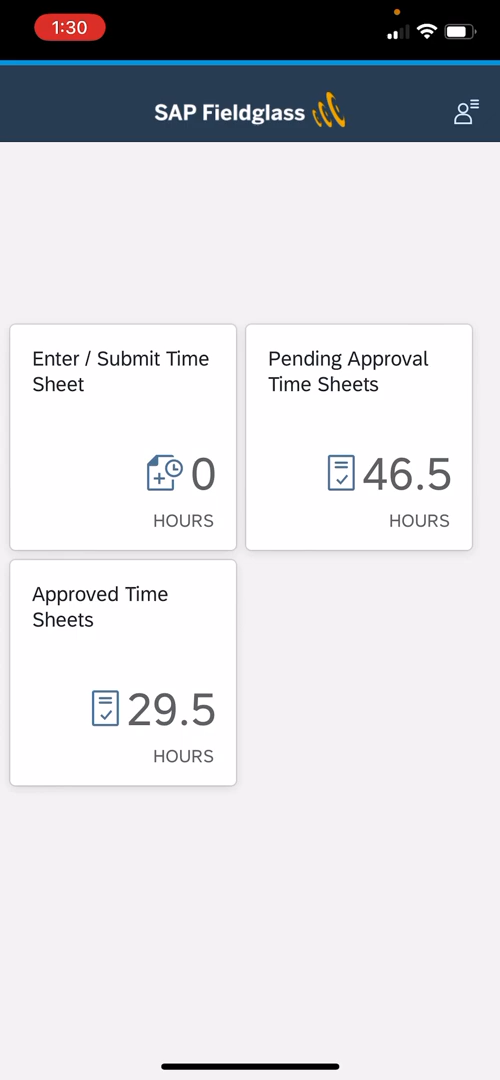 1:30
SAP Fieldglass
Enter / Submit Time
Sheet
0
HOURS
Pending Approval
Time Sheets
46.5
HOURS
Approved Time
Sheets
29.5
HOURS